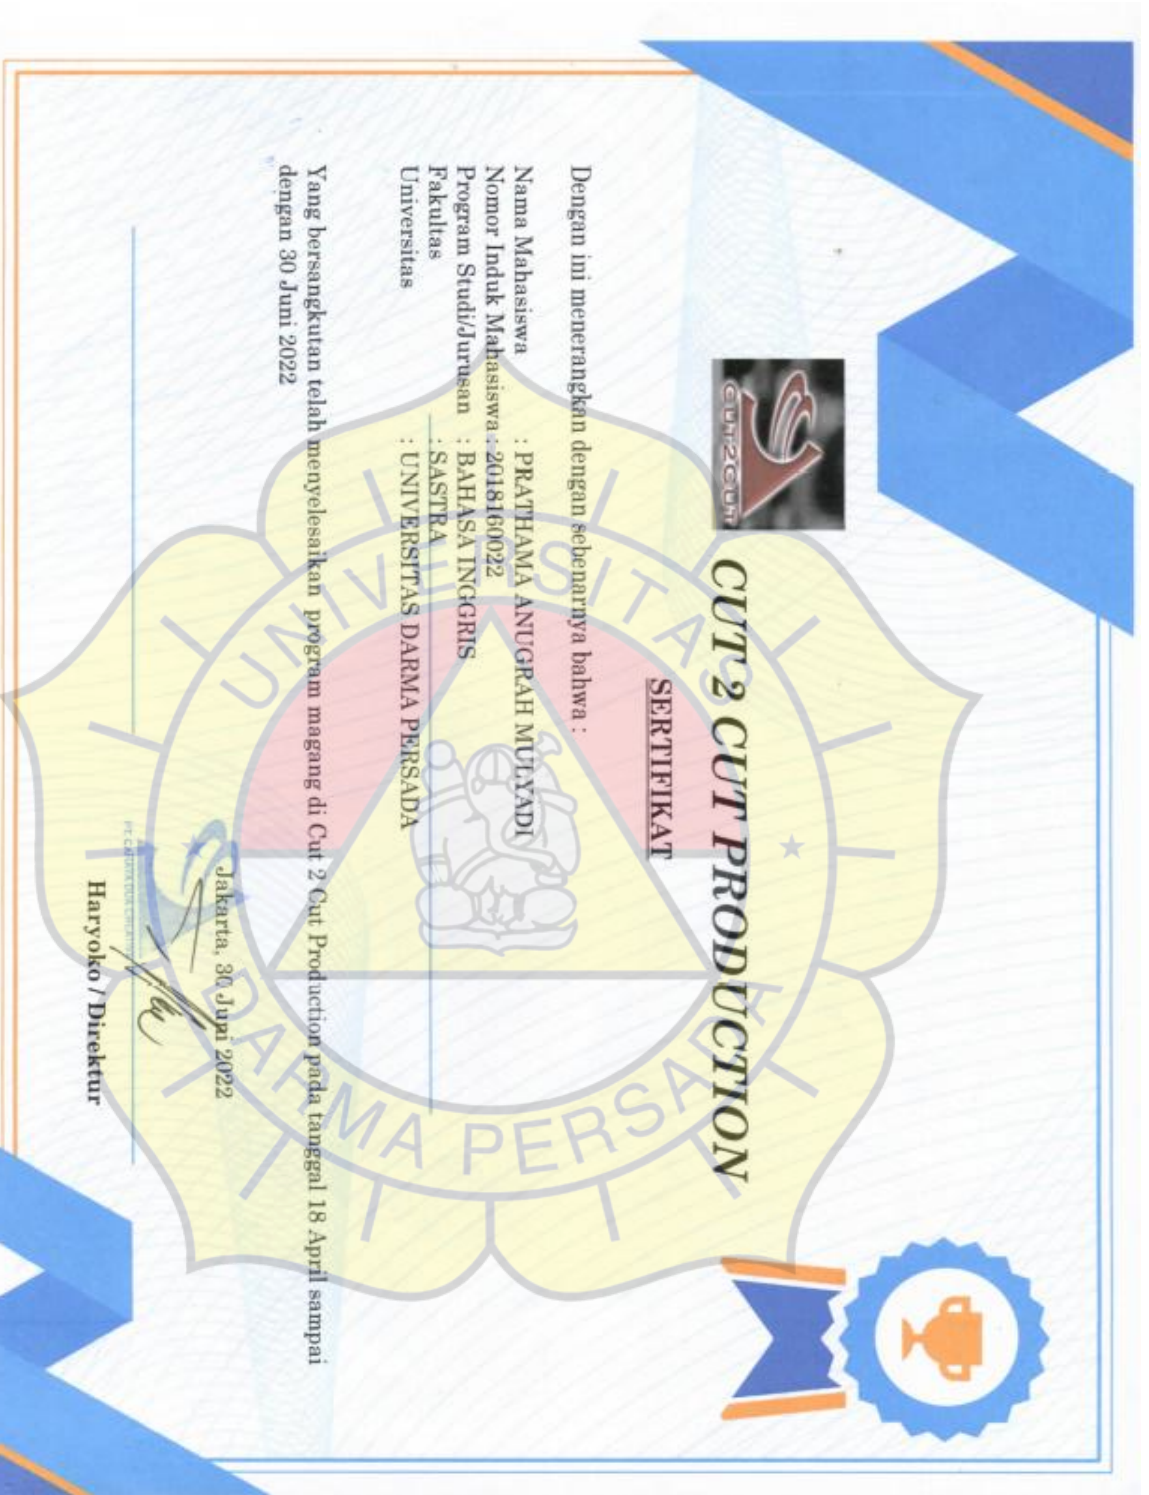 CUT2CUT
CUT 2 CUT PRODUCTION
SERTIFIKAT
Dengan ini menerangkan dengan sebenarnya bahwa :
Nama Mahasiswa : PRATHAMA ANUGRAH MULYADI
Nomor Induk Mahasiswa : 2018160022
Program Studi/Jurusan : BAHASA INGGRIS
Fakultas : SASTRA
Universitas : UNIVERSITAS DARMA PERSADA
Yang bersangkutan telah menyelesaikan program magang di Cut 2 Cut Production pada tanggal 18 April sampai
dengan 30 Juni 2022
Jakarta, 30 Juni 2022
Haryoko / Direktur
UNIVERSITAS
DARMA PERSADA